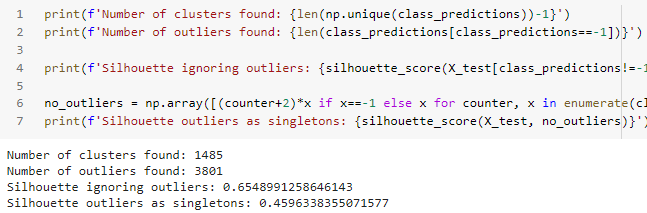 1 print(f'Number of clusters found: {len(np.unique(class_predictions))-1}')
2 print(f'Number of outliers found: {len(class_predictions[class_predictions==-1])}')
3
4 print(f'Silhouette ignoring outliers: {silhouette_score(X_test[class_predictions!=-1
5
6 no_outliers = np.array([(counter+2)*x if x==-1 else x for counter, x in enumerate(cl
7 print(f'Silhouette outliers as singletons: {silhouette_score(X_test, no_outliers)}')
Number of clusters found: 1485
Number of outliers found: 3801
Silhouette ignoring outliers: 0.6548991258646143
Silhouette outliers as singletons: 0.4596338355071577